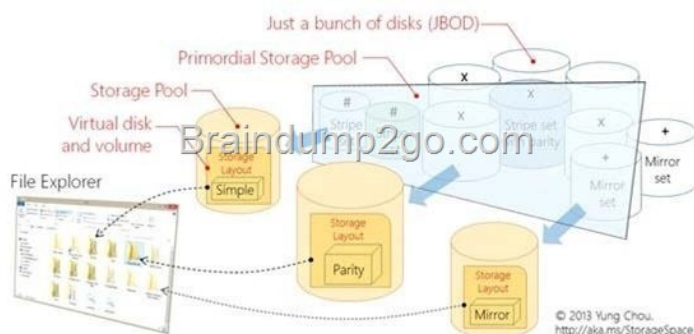 Just a bunch of disks (JBOD)
Primordial Storage Pool
Storage Pool
Virtual disk
and volume
File Explorer
Braindump2go.com
x
x
x
x
#
#
Stripe
Stripe set
parity
+
+
Mirror
set
Mirror
set
Storage
Layout
Simple
Storage
Layout
Parity
Storage
Layout
Mirror
© 2013 Yung Chou.
http://aka.ms/StorageSpace